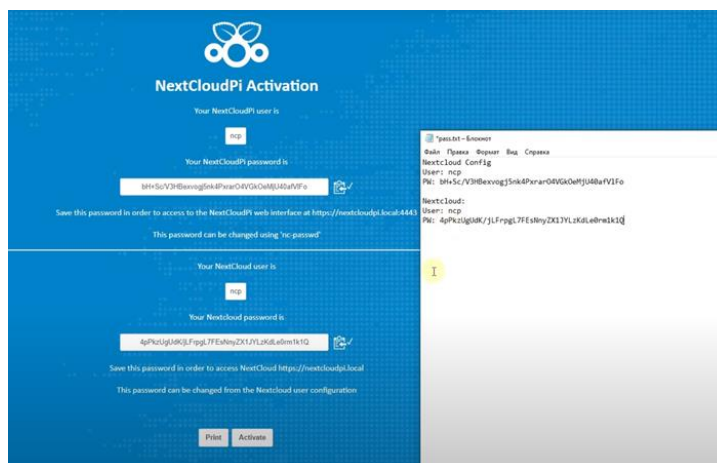 NextCloudPi Activation
Your NextCloudPi user is
ncp
Your NextCloudPi password is
bH+Sc/V3HBexvogj5nk4PxrarO4VGkOeMjU40afVlFo
Save this password in order to access to the NextCloudPi web interface at https://nextcloudpi.local:4443
This password can be changed using 'nc-passwd'
Your NextCloud user is
ncp
Your Nextcloud password is
4pPkzUgUdK/jLFrpgL7FEsNnyZX1JYLzKdLe0rm1k1Q
Save this password in order to access NextCloud https://nextcloudpi.local
This password can be changed from the Nextcloud user configuration
Print Activate
*pass.txt – Блокнот
Файл Правка Формат Вид Справка
Nextcloud Config
User: ncp
PW: bH+Sc/V3HBexvogj5nk4PxrarO4VGkOeMjU40afVlFo
Nextcloud:
User: ncp
PW: 4pPkzUgUdK/jLFrpgL7FEsNnyZX1JYLzKdLe0rm1k1Q